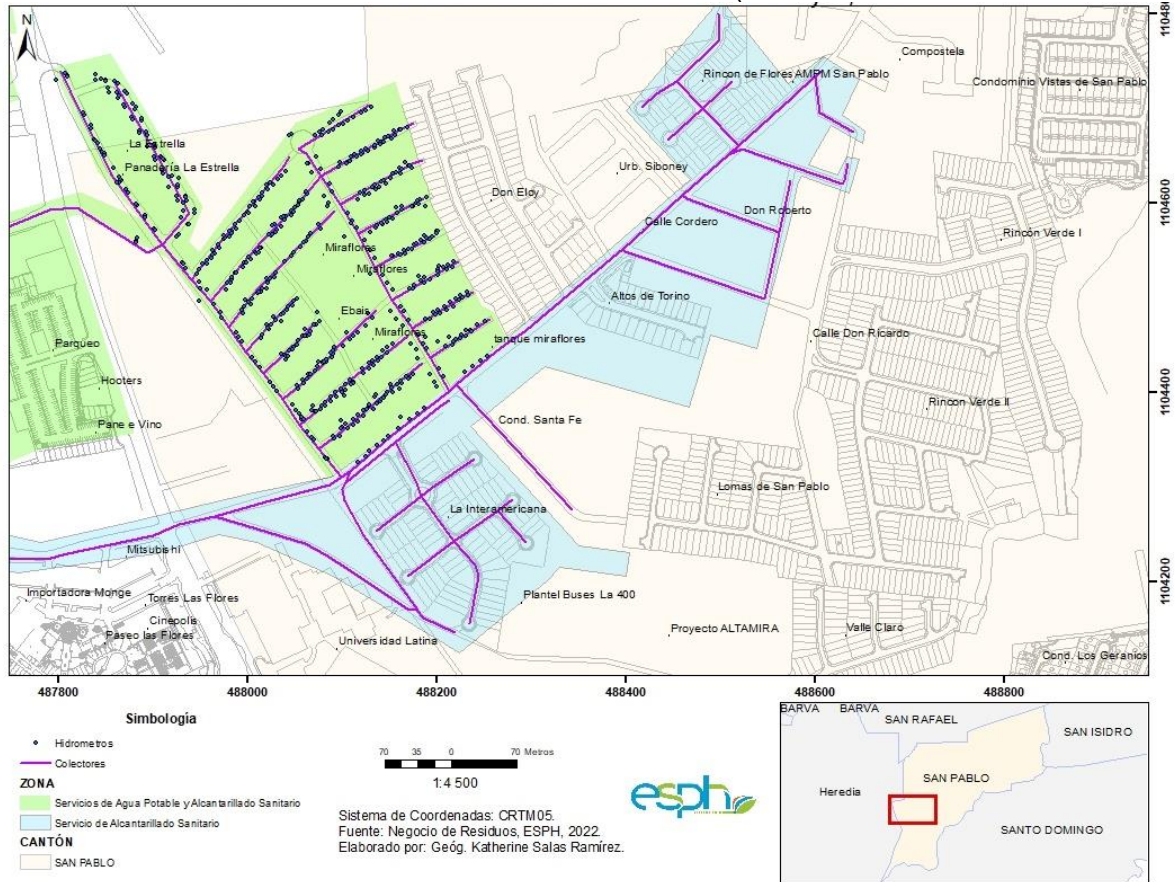 N
Compostela
Rincon de Flores AMPM San Pablo
Condominio Vistas de San Pablo
La Estrella
Panadería La Estrella
Urb. Siboney
Don Eloy
Don Roberto
Calle Cordero
Rincón Verde I
Miraflores
Miraflores
Altos de Torino
Ebais
Miraflores
tanque miraflores
Calle Don Ricardo
Parqueo
Hooters
Pane e Vino
Rincon Verde II
Cond. Santa Fe
Lomas de San Pablo
La Interamericana
Mitsubishi
Importadora Monge
Torres Las Flores
Cinepolis
Paseo las Flores
Plantel Buses La 400
Universidad Latina
Proyecto ALTAMIRA
Valle Claro
Cond. Los Geranios
1104800
1104600
1104400
1104200
487800 488000 488200 488400 488600 488800
Simbología
Hidrometros
Colectores
ZONA
Servicios de Agua Potable y Alcantarillado Sanitario
Servicio de Alcantarillado Sanitario
CANTÓN
SAN PABLO
70 35 0 70 Metros
1:4 500
Sistema de Coordenadas: CRTM05.
Fuente: Negocio de Residuos, ESPH, 2022.
Elaborado por: Geóg. Katherine Salas Ramírez.
esph
BARVA BARVA
SAN RAFAEL
SAN ISIDRO
SAN PABLO
Heredia
SANTO DOMINGO